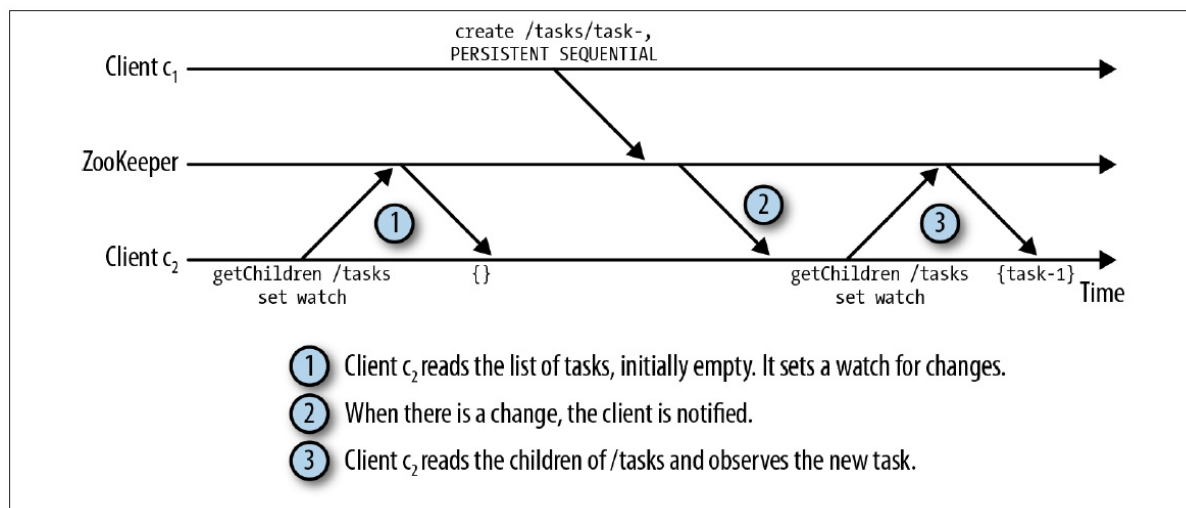 create /tasks/task-,
PERSISTENT SEQUENTIAL
Client c₁
ZooKeeper
1
2
3
Client c₂
getChildren /tasks
set watch
{}
getChildren /tasks
set watch
{task-1}
Time
1 Client c₂ reads the list of tasks, initially empty. It sets a watch for changes.
2 When there is a change, the client is notified.
3 Client c₂ reads the children of /tasks and observes the new task.